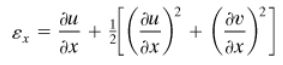 εₓ = ∂u/∂x + ½[(∂u/∂x)² + (∂v/∂x)²]